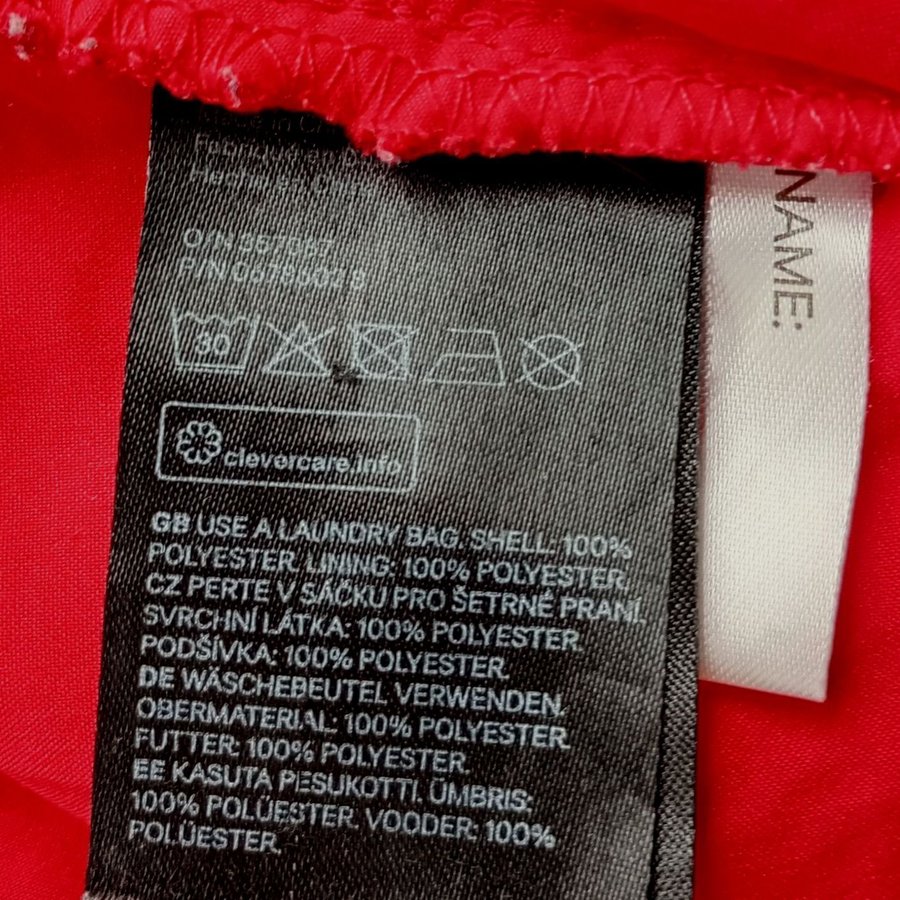 O/N 367067
30
clevercare.info
GB USE A LAUNDRY BAG. SHELL: 100%
POLYESTER. LINING: 100% POLYESTER.
CZ PERTE V SÁČKU PRO ŠETRNÉ PRANÍ.
SVRCHNÍ LÁTKA: 100% POLYESTER.
PODŠÍVKA: 100% POLYESTER.
DE WÄSCHEBEUTEL VERWENDEN.
OBERMATERIAL: 100% POLYESTER.
FUTTER: 100% POLYESTER.
EE KASUTA PESUKOTTI. ÜMBRIS:
100% POLÜESTER. VOODER: 100%
POLÜESTER.
NAME: